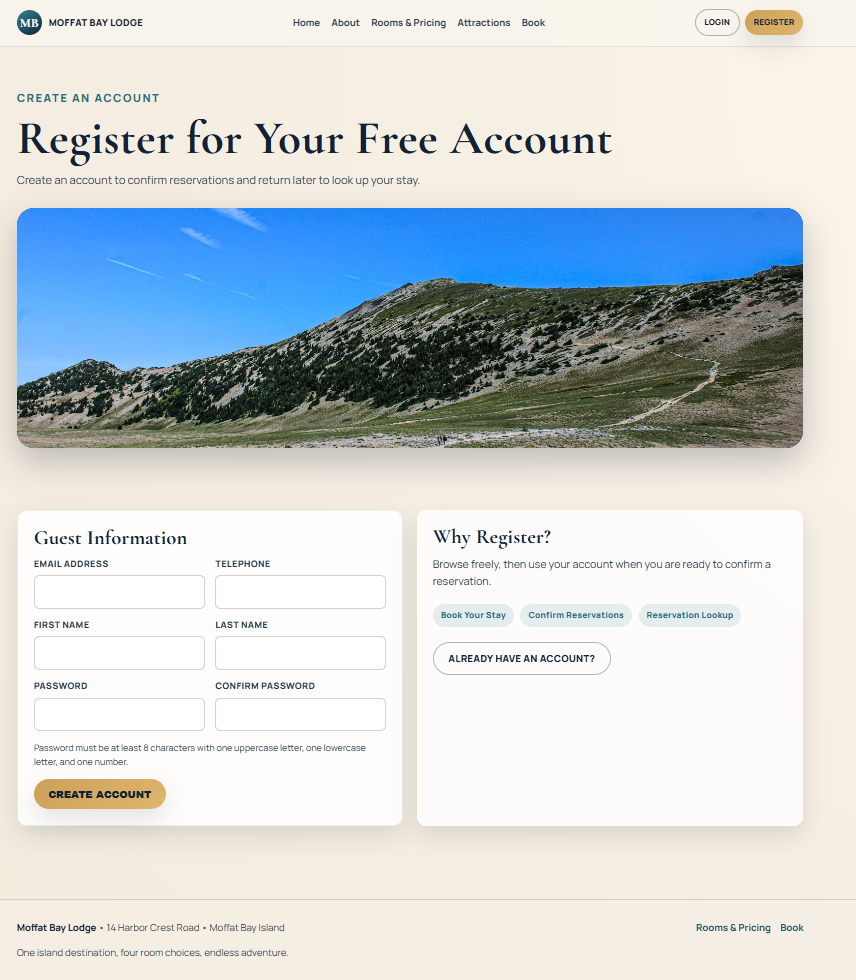 MB MOFFAT BAY LODGE Home About Rooms & Pricing Attractions Book LOGIN REGISTER
CREATE AN ACCOUNT
Register for Your Free Account
Create an account to confirm reservations and return later to look up your stay.
Guest Information
EMAIL ADDRESS TELEPHONE
FIRST NAME LAST NAME
PASSWORD CONFIRM PASSWORD
Password must be at least 8 characters with one uppercase letter, one lowercase
letter, and one number.
CREATE ACCOUNT
Why Register?
Browse freely, then use your account when you are ready to confirm a
reservation.
Book Your Stay Confirm Reservations Reservation Lookup
ALREADY HAVE AN ACCOUNT?
Moffat Bay Lodge • 14 Harbor Crest Road • Moffat Bay Island Rooms & Pricing Book
One island destination, four room choices, endless adventure.